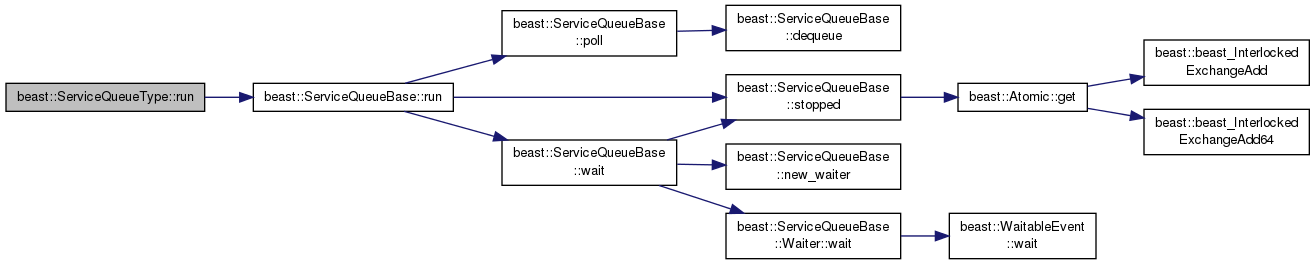 beast::ServiceQueueType::run
beast::ServiceQueueBase::run
beast::ServiceQueueBase
::poll
beast::ServiceQueueBase
::wait
beast::ServiceQueueBase
::dequeue
beast::ServiceQueueBase
::stopped
beast::ServiceQueueBase
::new_waiter
beast::ServiceQueueBase
::Waiter::wait
beast::Atomic::get
beast::WaitableEvent
::wait
beast::beast_Interlocked
ExchangeAdd
beast::beast_Interlocked
ExchangeAdd64